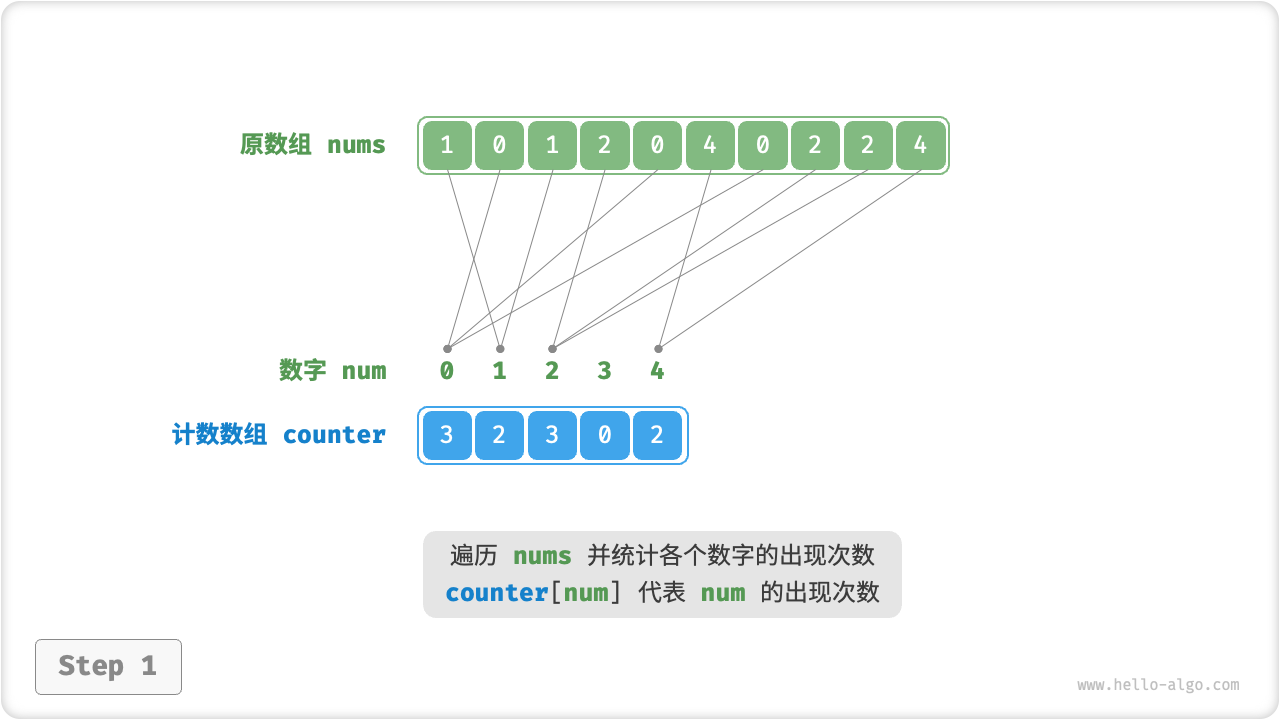 原数组 nums 1 0 1 2 0 4 0 2 2 4
数字 num 0 1 2 3 4
计数数组 counter 3 2 3 0 2
遍历 nums 并统计各个数字的出现次数
counter[num] 代表 num 的出现次数
Step 1
www.hello-algo.com